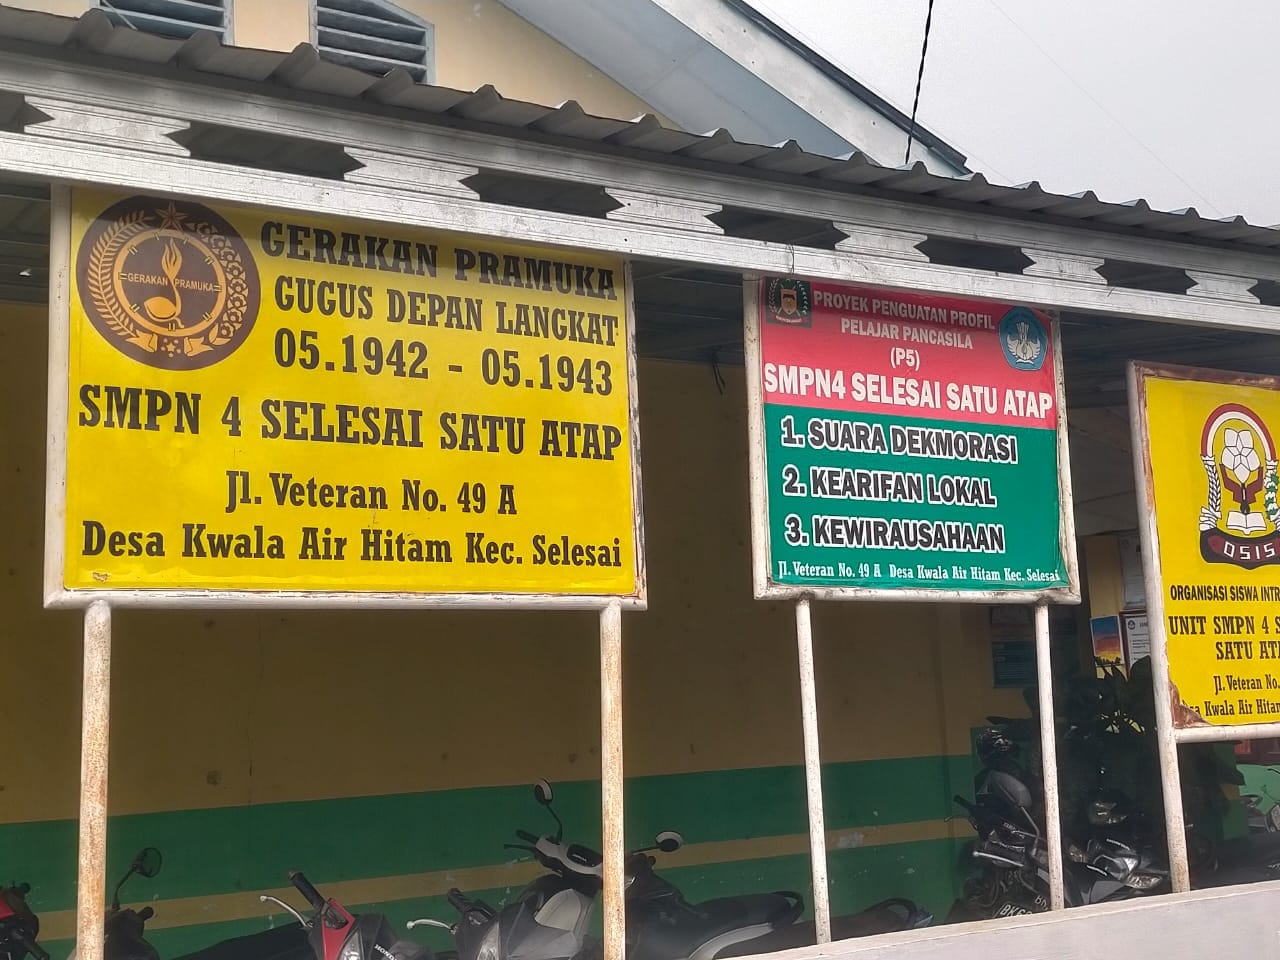 GERAKAN PRAMUKA
GERAKAN PRAMUKA
GUGUS DEPAN LANGKAT
05.1942 - 05.1943
SMPN 4 SELESAI SATU ATAP
Jl. Veteran No. 49 A
Desa Kwala Air Hitam Kec. Selesai
PROYEK PENGUATAN PROFIL
PELAJAR PANCASILA
(P5)
SMPN4 SELESAI SATU ATAP
1. SUARA DEKMORASI
2. KEARIFAN LOKAL
3. KEWIRAUSAHAAN
Jl. Veteran No. 49 A Desa Kwala Air Hitam Kec. Selesai
OSIS
ORGANISASI SISWA
UNIT SMPN 4
SATU
Jl. Veteran No.
Kwala Air
HONDA